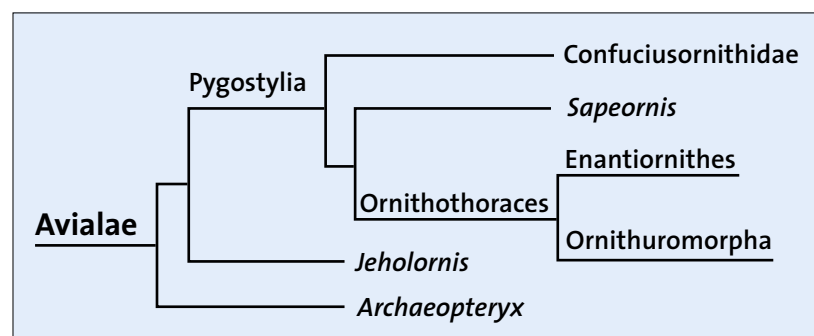 Confuciusornithidae
Pygostylia
Sapeornis
Enantiornithes
Ornithothoraces
Avialae
Ornithuromorpha
Jeholornis
Archaeopteryx